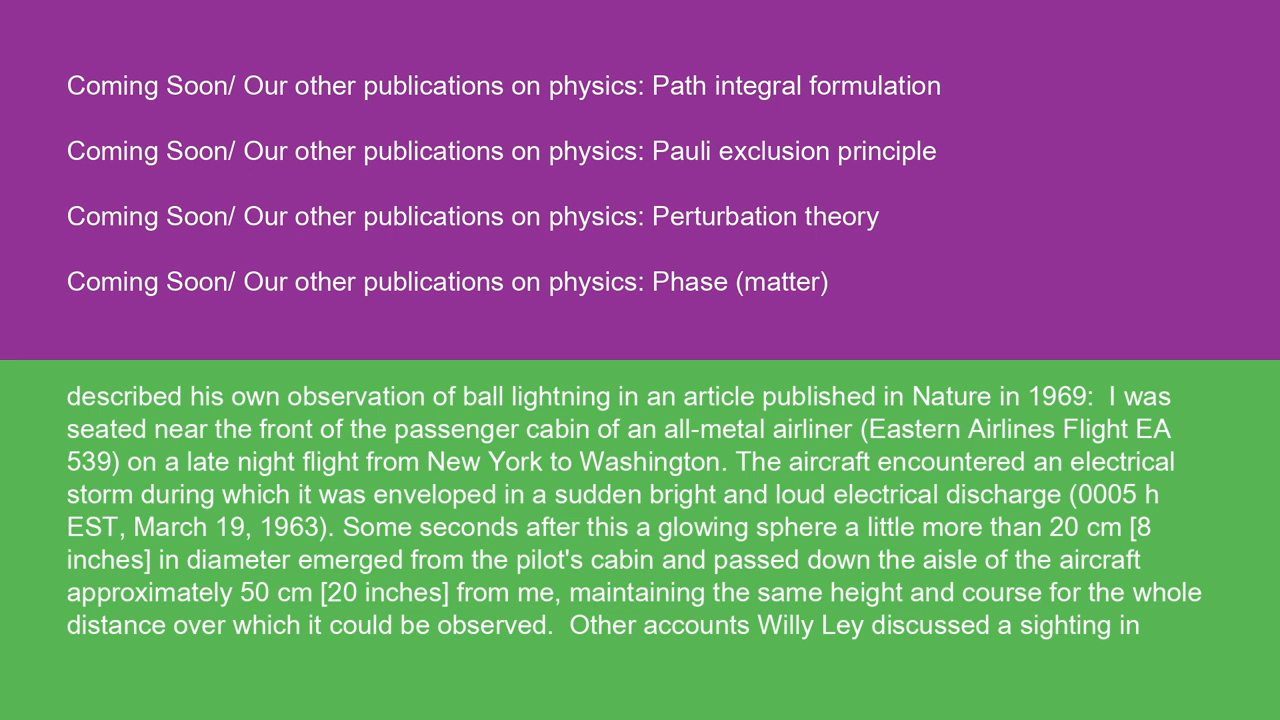 Coming Soon/ Our other publications on physics: Path integral formulation
Coming Soon/ Our other publications on physics: Pauli exclusion principle
Coming Soon/ Our other publications on physics: Perturbation theory
Coming Soon/ Our other publications on physics: Phase (matter)
described his own observation of ball lightning in an article published in Nature in 1969:  I was
seated near the front of the passenger cabin of an all-metal airliner (Eastern Airlines Flight EA
539) on a late night flight from New York to Washington. The aircraft encountered an electrical
storm during which it was enveloped in a sudden bright and loud electrical discharge (0005 h
EST, March 19, 1963). Some seconds after this a glowing sphere a little more than 20 cm [8
inches] in diameter emerged from the pilot's cabin and passed down the aisle of the aircraft
approximately 50 cm [20 inches] from me, maintaining the same height and course for the whole
distance over which it could be observed.  Other accounts Willy Ley discussed a sighting in